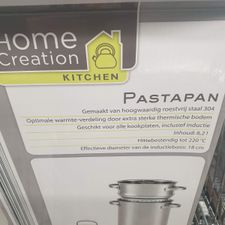 Home
Creation
KITCHEN
PASTAPAN
Gemaakt van hoogwaardig roestvrij staal 304
Optimale warmte-verdeling door extra sterke thermische bodem
Geschikt voor alle kookplaten, inclusief inductie
Inhoud: 8,2 l
Hittebestendig tot 220 °C
Effectieve diameter van de inductiebasis: 18 cm